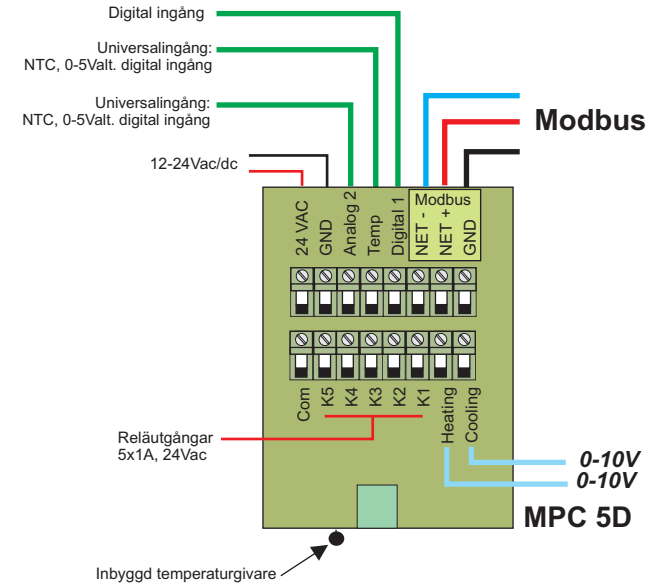 Digital ingång
Universalingång:
NTC, 0-5Valt. digital ingång
Universalingång:
NTC, 0-5Valt. digital ingång
12-24Vac/dc
Modbus
24 VAC
GND
Analog 2
Temp
Digital 1
Modbus
NET -
NET +
GND
Com
K5
K4
K3
K2
K1
Heating
Cooling
Reläutgångar
5x1A, 24Vac
0-10V
0-10V
MPC 5D
Inbyggd temperaturgivare